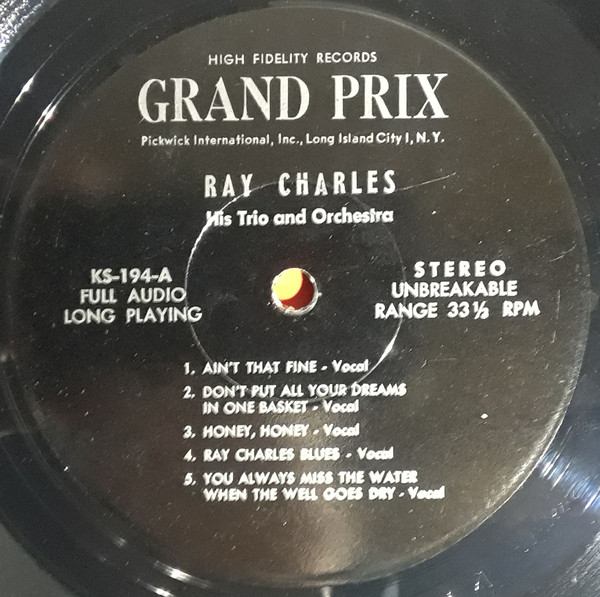 HIGH FIDELITY RECORDS
GRAND PRIX
Pickwick International, Inc., Long Island City 1, N.Y.
RAY CHARLES
His Trio and Orchestra
KS-194-A
FULL AUDIO
LONG PLAYING
STEREO
UNBREAKABLE
RANGE 33⅓ RPM
1. AIN'T THAT FINE - Vocal
2. DON'T PUT ALL YOUR DREAMS
IN ONE BASKET - Vocal
3. HONEY, HONEY - Vocal
4. RAY CHARLES BLUES - Vocal
5. YOU ALWAYS MISS THE WATER
WHEN THE WELL GOES DRY - Vocal